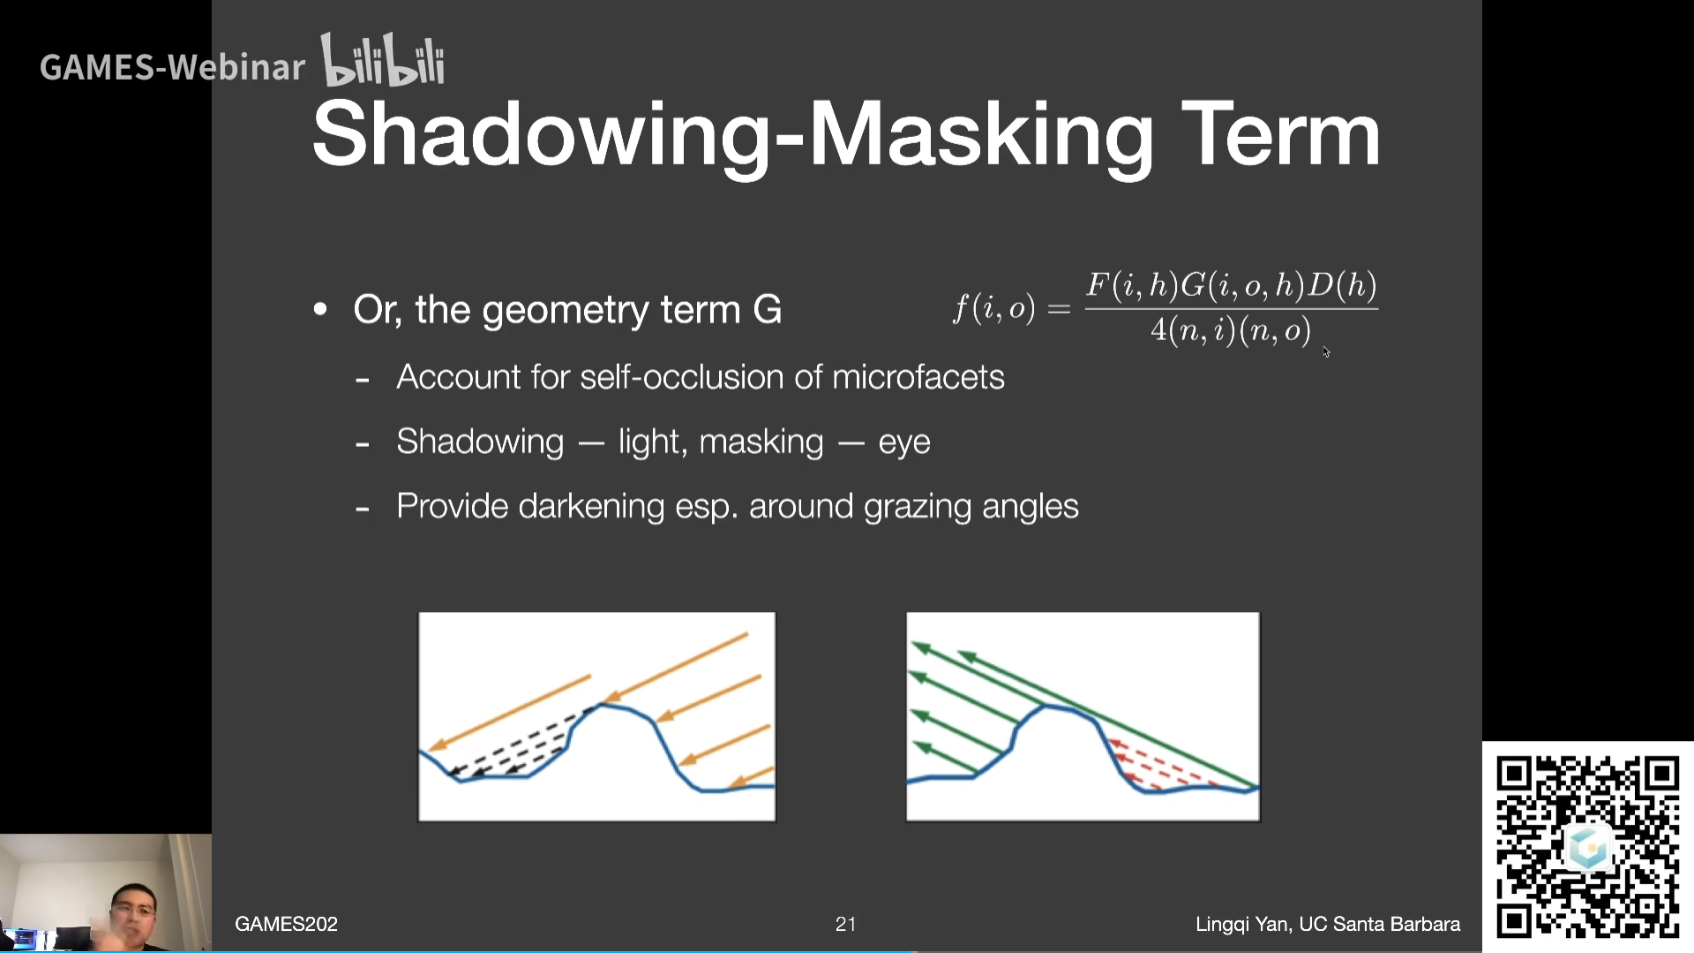 GAMES-Webinar bilibili
Shadowing-Masking Term
• Or, the geometry term G
f(i, o) = F(i, h)G(i, o, h)D(h) / 4(n, i)(n, o)
- Account for self-occlusion of microfacets
- Shadowing — light, masking — eye
- Provide darkening esp. around grazing angles
GAMES202
21
Lingqi Yan, UC Santa Barbara